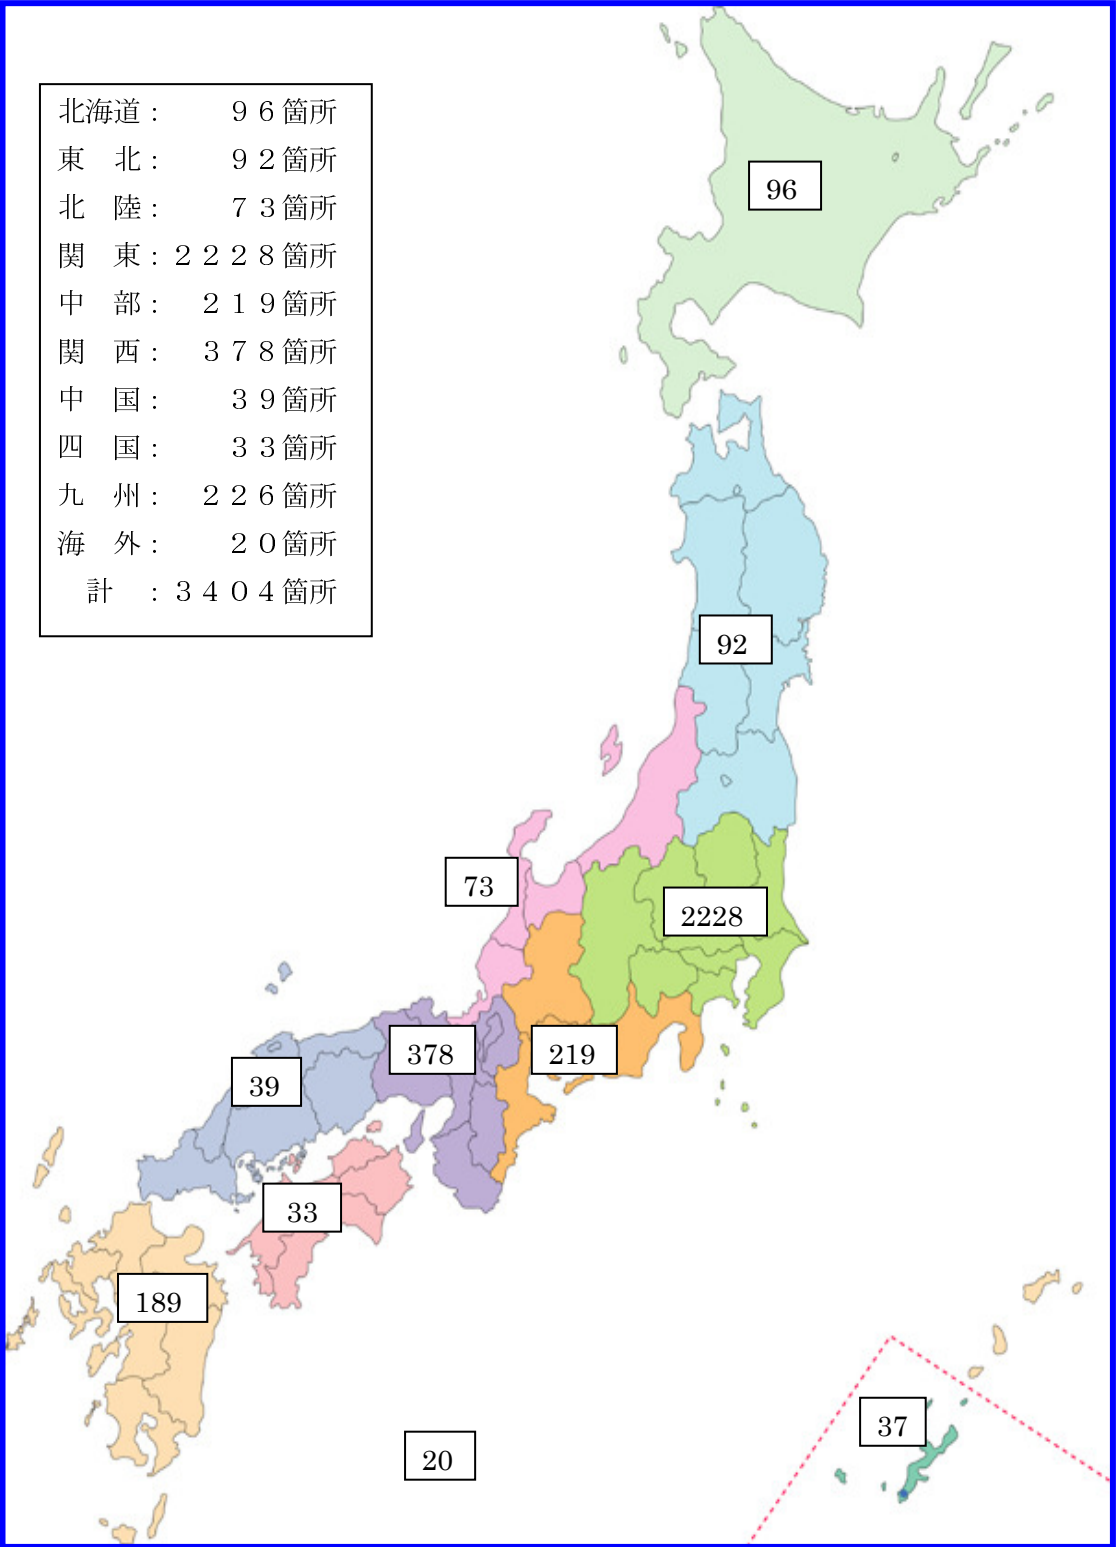 北海道： ９６箇所
東　北： ９２箇所
北　陸： ７３箇所
関　東：２２２８箇所
中　部： ２１９箇所
関　西： ３７８箇所
中　国： ３９箇所
四　国： ３３箇所
九　州： ２２６箇所
海　外： ２０箇所
計　：３４０４箇所
96
92
73
2228
378
219
39
33
189
37
20